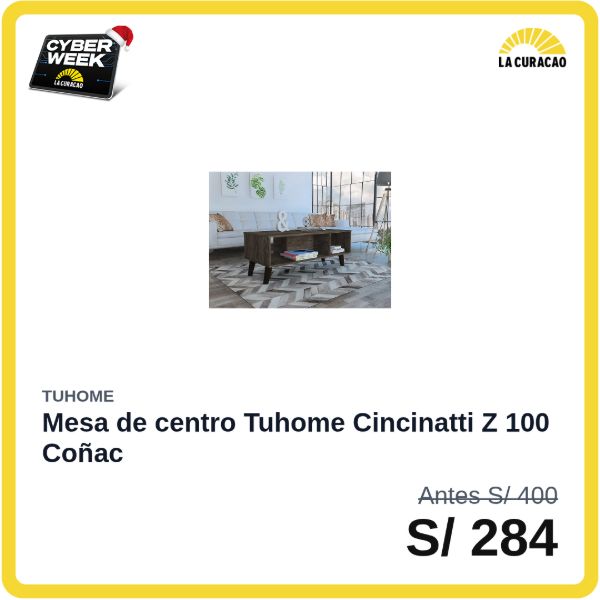 CYBER
WEEK
LA CURACAO
LA CURACAO
&
TUHOME
Mesa de centro Tuhome Cincinatti Z 100
Coñac
Antes S/ 400
S/ 284